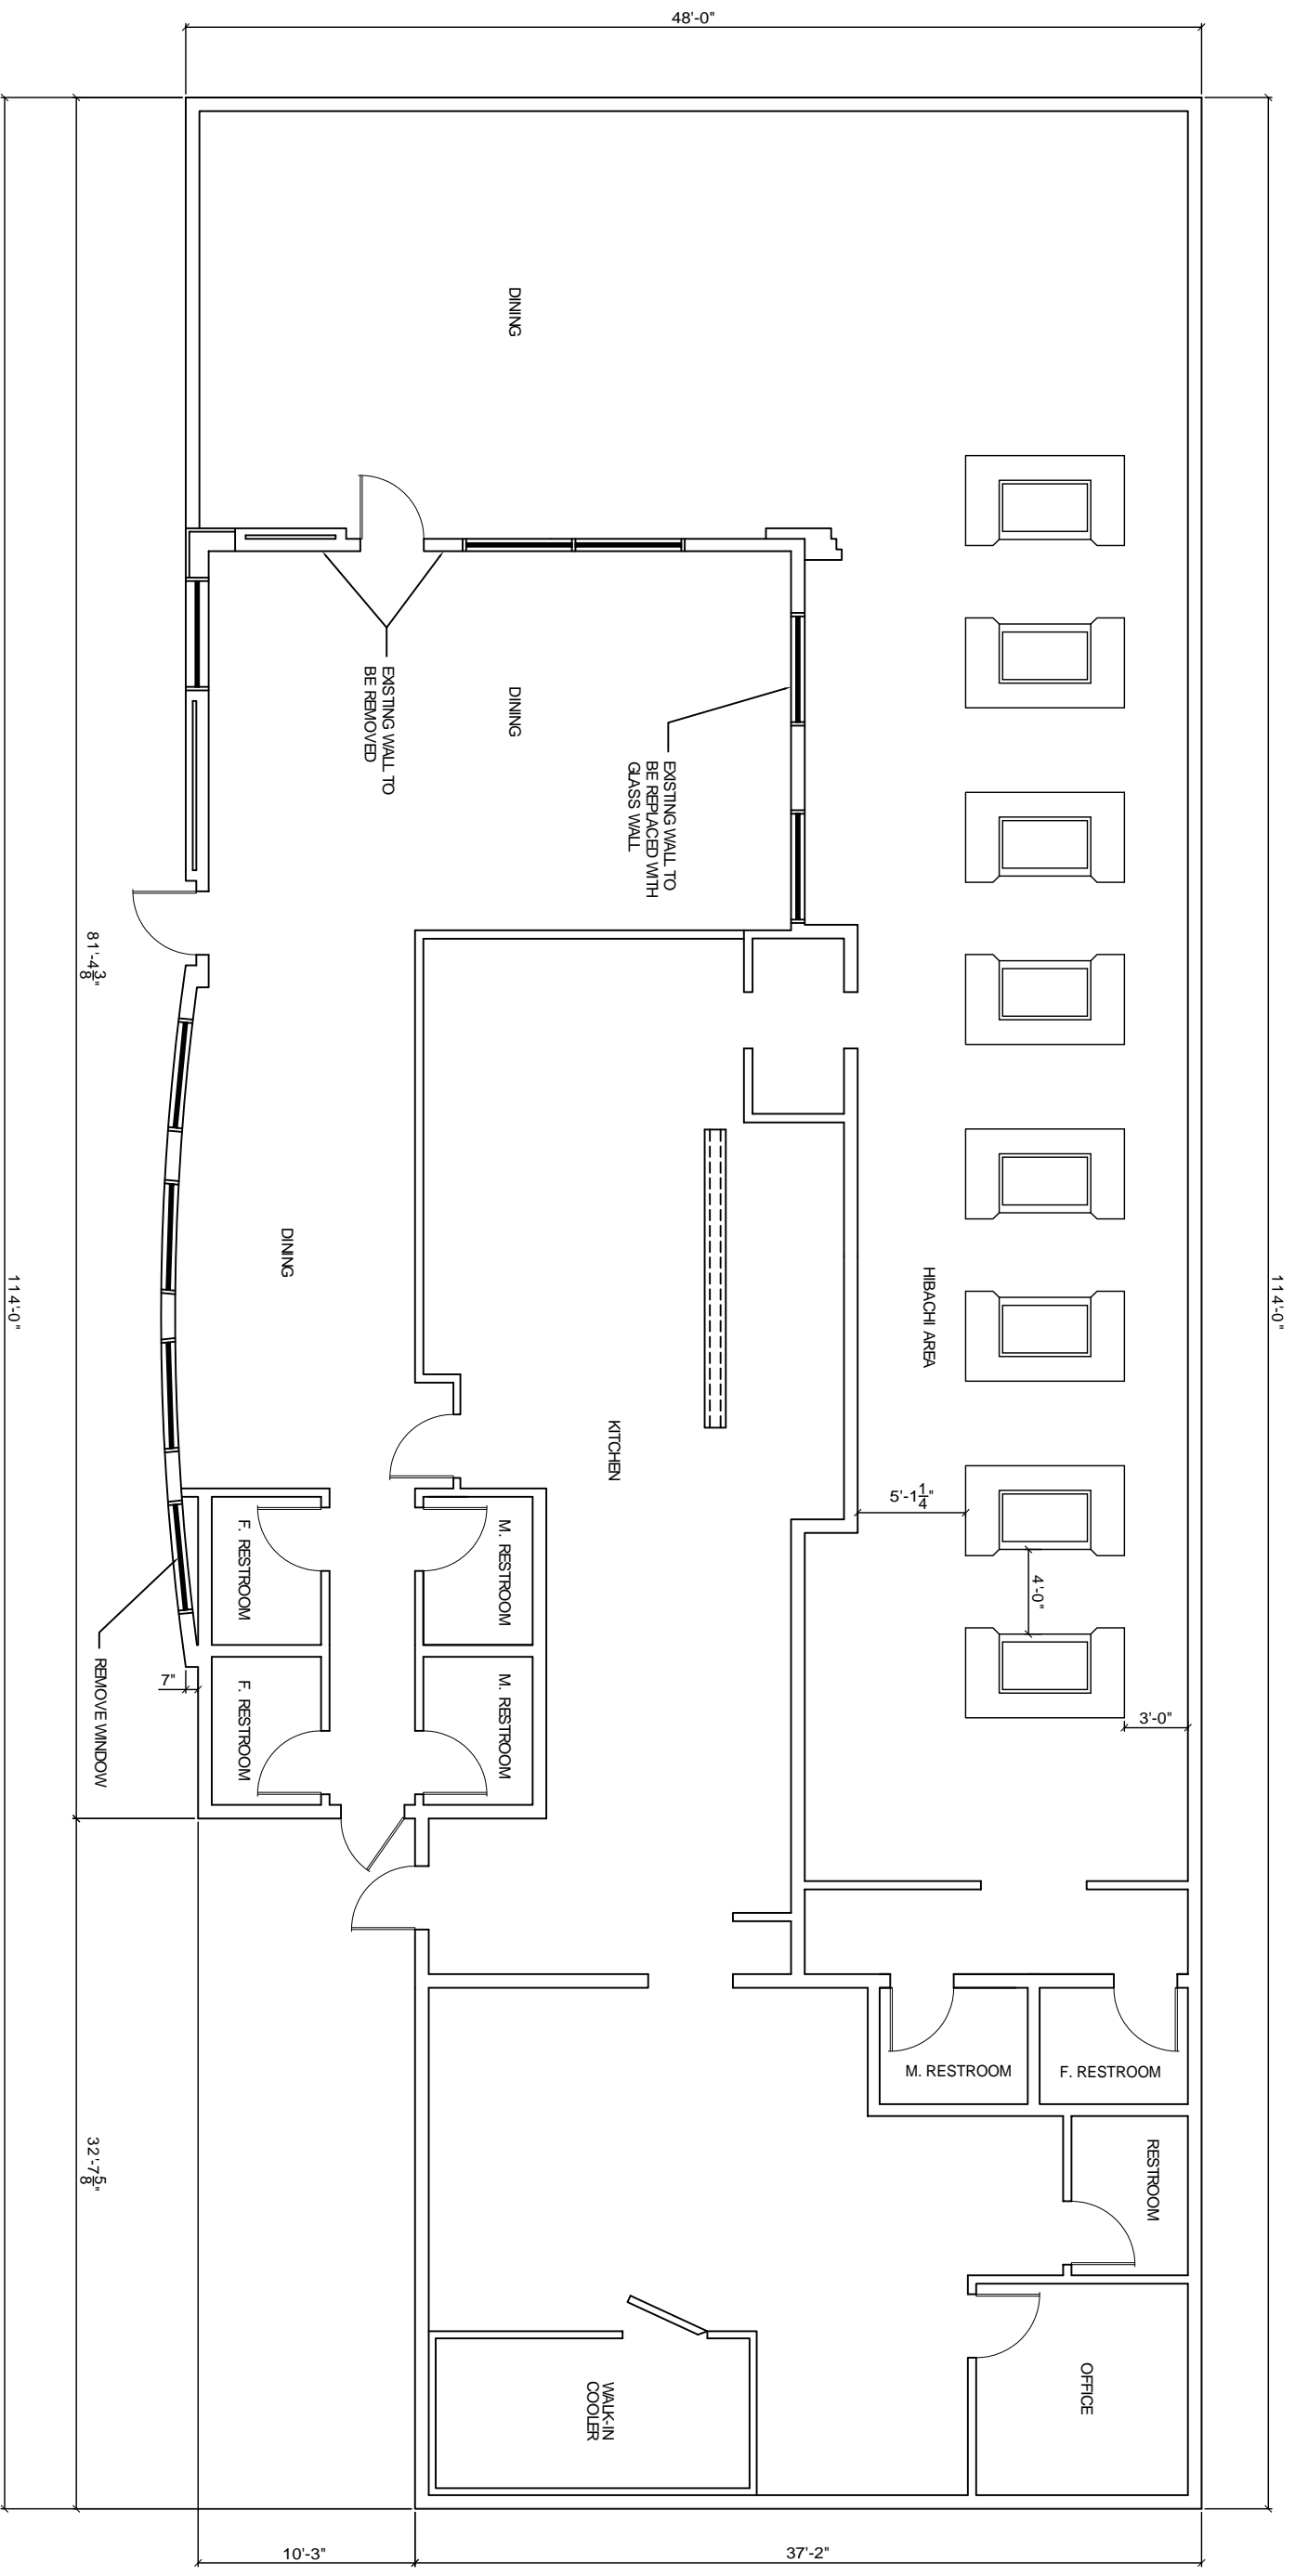 48'-0"
114'-0"
DINING
EXISTING WALL TO
BE REMOVED
DINING
EXISTING WALL TO
BE REPLACED WITH
GLASS WALL
81'-4 3/8"
DINING
HIBACHI AREA
114'-0"
KITCHEN
5'-1 1/4"
4'-0"
3'-0"
F. RESTROOM
M. RESTROOM
F. RESTROOM
M. RESTROOM
7"
REMOVE WINDOW
M. RESTROOM
F. RESTROOM
RESTROOM
32'-7 5/8"
OFFICE
WALK-IN
COOLER
10'-3"
37'-2"